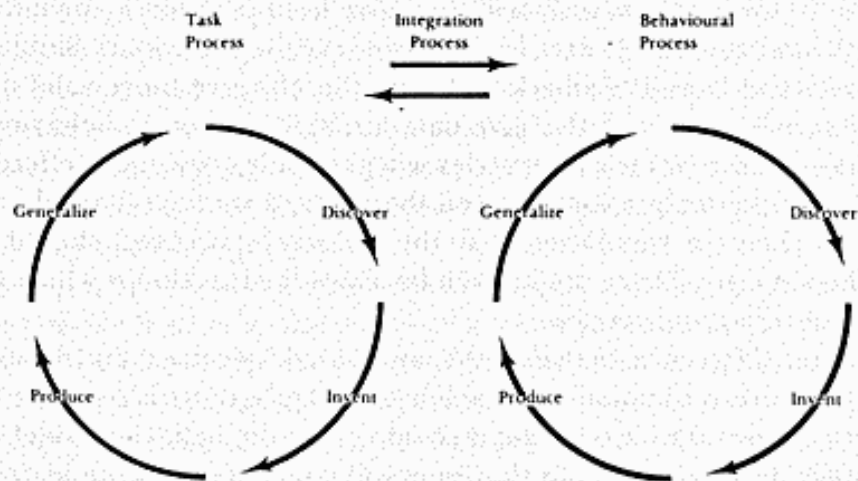 Task
Process
Integration
Process
Behavioural
Process
Generalize
Discover
Generalize
Discover
Produce
Invent
Produce
Invent